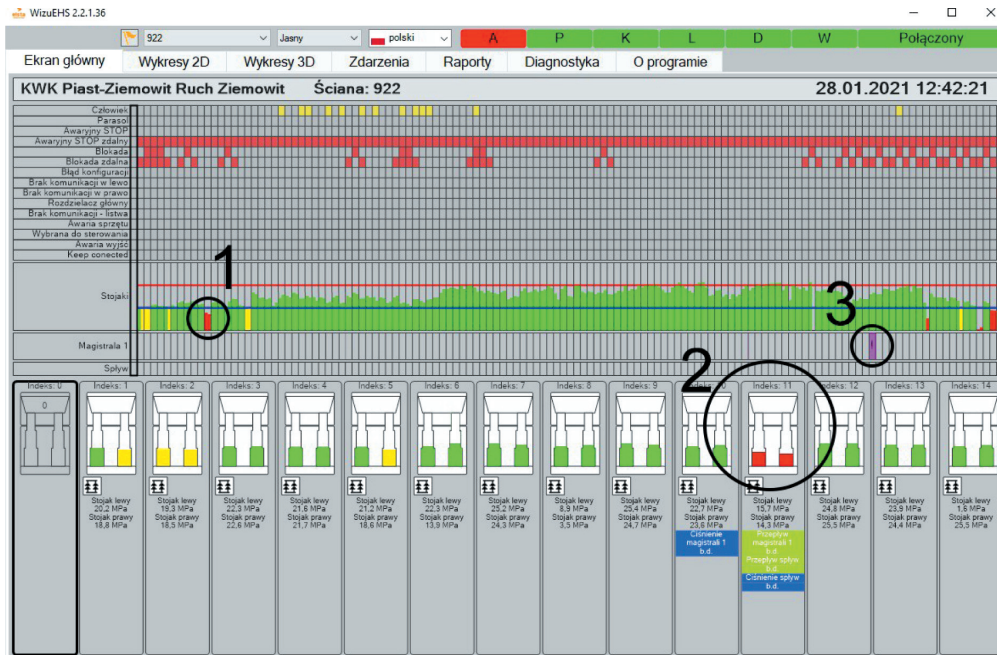 WizuEHS 2.2.1.36
922 Jasny polski A P K L D W Połączony
Ekran główny Wykresy 2D Wykresy 3D Zdarzenia Raporty Diagnostyka O programie
KWK Piast-Ziemowit Ruch Ziemowit Ściana: 922 28.01.2021 12:42:21
Człowiek
Parasol
Awaryjny STOP
Awaryjny STOP zdalny
Blokada
Blokada zdalna
Błąd konfiguracji
Brak komunikacji w lewo
Brak komunikacji w prawo
Rozdzielacz główny
Brak komunikacji - listwa
Awaria sprzętu
Wybrana do sterowania
Awaria wyjść
Keep conected
1
Stojaki
3
Magistrala 1
Spływ
2
Indeks: 0 Indeks: 1 Indeks: 2 Indeks: 3 Indeks: 4 Indeks: 5 Indeks: 6 Indeks: 7 Indeks: 8 Indeks: 9 Indeks: 10 Indeks: 11 Indeks: 12 Indeks: 13 Indeks: 14
0
Stojak lewy Stojak lewy Stojak lewy Stojak lewy Stojak lewy Stojak lewy Stojak lewy Stojak lewy Stojak lewy Stojak lewy Stojak lewy Stojak lewy Stojak lewy Stojak lewy
20,2 MPa 19,3 MPa 22,3 MPa 21,6 MPa 21,2 MPa 22,3 MPa 25,2 MPa 8,9 MPa 25,4 MPa 22,7 MPa 15,7 MPa 24,8 MPa 23,9 MPa 1,6 MPa
Stojak prawy Stojak prawy Stojak prawy Stojak prawy Stojak prawy Stojak prawy Stojak prawy Stojak prawy Stojak prawy Stojak prawy Stojak prawy Stojak prawy Stojak prawy Stojak prawy
18,8 MPa 18,5 MPa 22,6 MPa 21,7 MPa 18,6 MPa 13,9 MPa 24,3 MPa 3,5 MPa 24,7 MPa 23,8 MPa 14,3 MPa 25,5 MPa 24,4 MPa 25,5 MPa
Ciśnienie Przepływ
magistrali 1 magistrali 1
b.d. b.d.
Przepływ spływ
b.d.
Ciśnienie spływ
b.d.